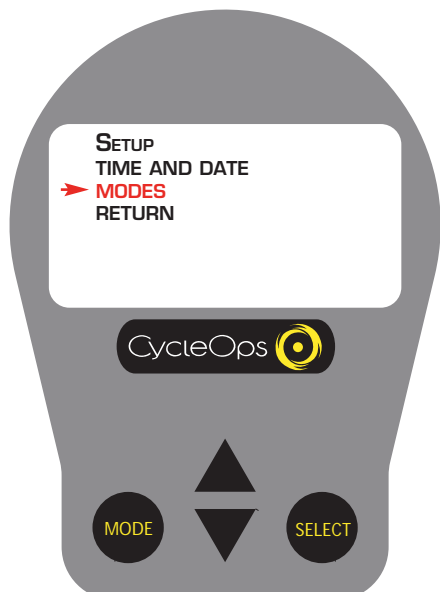 SETUP
TIME AND DATE
MODES
RETURN
CycleOps
MODE
SELECT